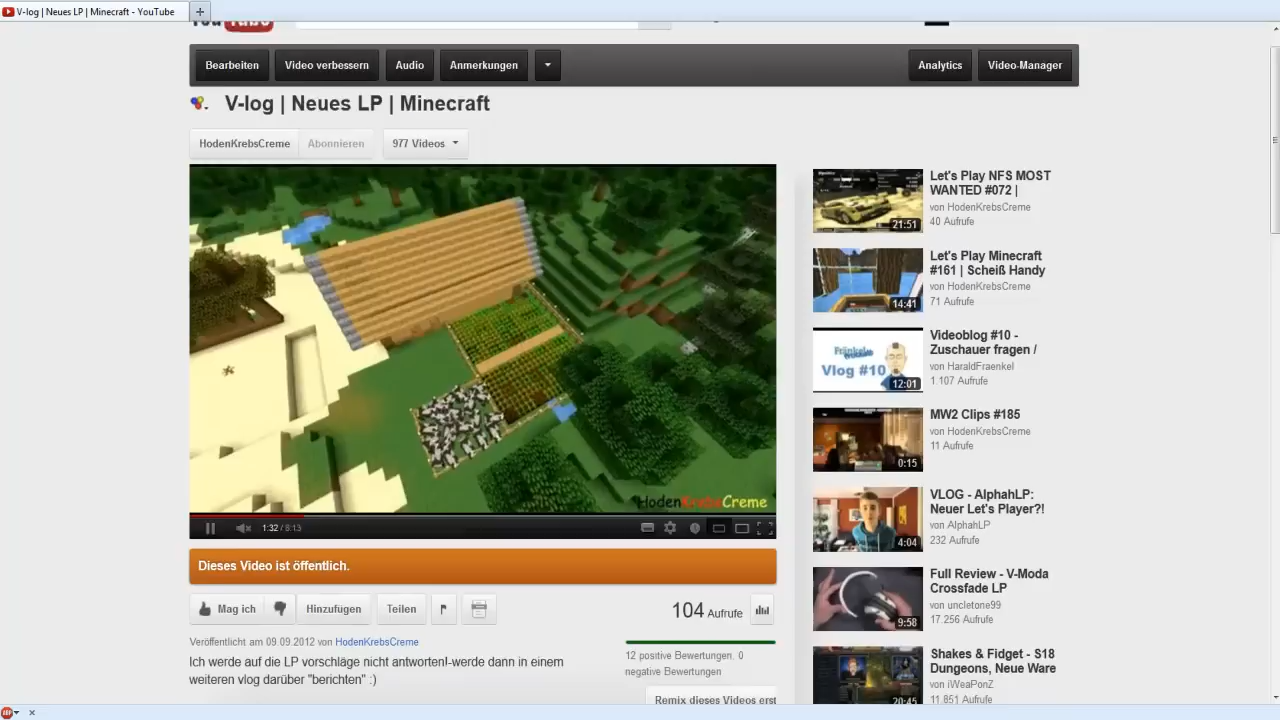 V-log | Neues LP | Minecraft - YouTube
YouTube
Bearbeiten
Video verbessern
Audio
Anmerkungen
Analytics
Video-Manager
V-log | Neues LP | Minecraft
HodenKrebsCreme
Abonnieren
977 Videos
HodenKrebsCreme
1:32 / 8:13
Dieses Video ist öffentlich.
Mag ich
Hinzufügen
Teilen
104 Aufrufe
Veröffentlicht am 09.09.2012 von HodenKrebsCreme
Ich werde auf die LP vorschläge nicht antworten!-werde dann in einem
weiteren vlog darüber "berichten" :)
12 positive Bewertungen, 0
negative Bewertungen
Remix dieses Videos erst
Let's Play NFS MOST
WANTED #072 |
von HodenKrebsCreme
40 Aufrufe
21:51
Let's Play Minecraft
#161 | Scheiß Handy
von HodenKrebsCreme
71 Aufrufe
14:41
Videoblog #10 -
Zuschauer fragen /
von HaraldFraenkel
1.107 Aufrufe
Vlog #10
12:01
MW2 Clips #185
von HodenKrebsCreme
11 Aufrufe
0:15
VLOG - AlphahLP:
Neuer Let's Player?!
von AlphahLP
232 Aufrufe
4:04
Full Review - V-Moda
Crossfade LP
von uncletone99
17.256 Aufrufe
9:58
Shakes & Fidget - S18
Dungeons, Neue Ware
von iWeaPonZ
11.851 Aufrufe
20:45
ABP